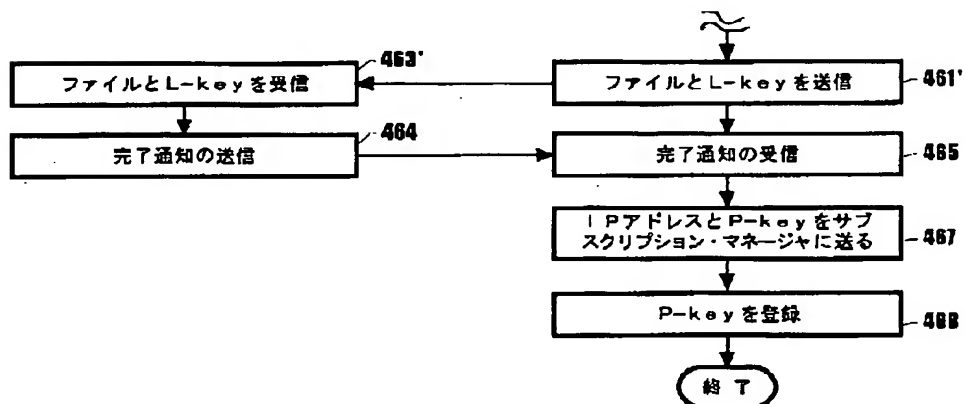 463'
ファイルとL-keyを受信
ファイルとL-keyを送信
461'
464
完了通知の送信
完了通知の受信
465
IPアドレスとP-keyをサブ
スクリプション・マネージャに送る
467
P-keyを登録
468
終了